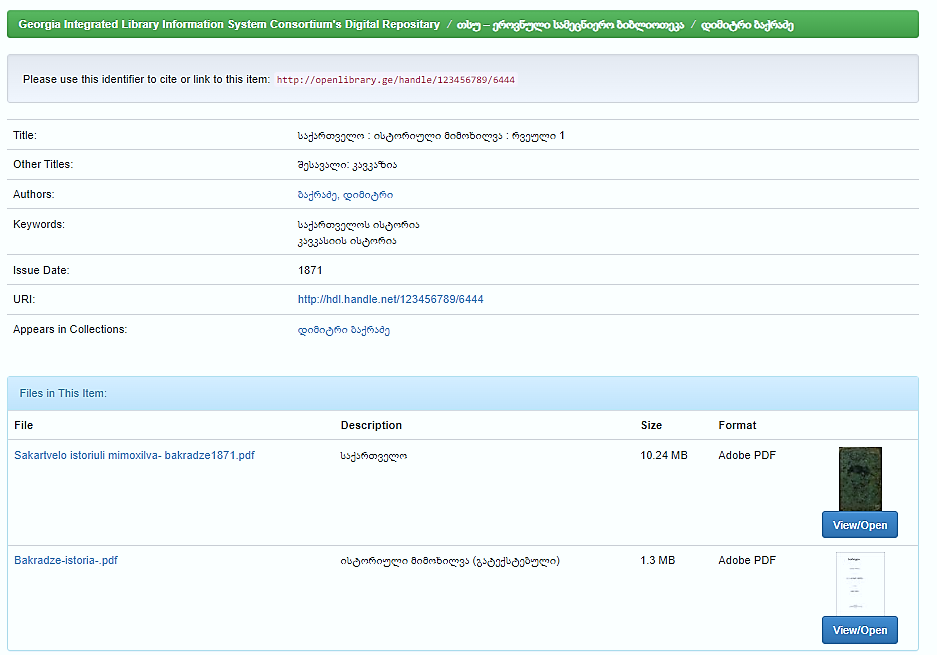 Georgia Integrated Library Information System Consortium's Digital Repositary / თსუ – ეროვნული სამეცნიერო ბიბლიოთეკა / დიმიტრი ბაქრაძე
Please use this identifier to cite or link to this item: http://openlibrary.ge/handle/123456789/6444
Title: საქართველო : ისტორიული მიმოხილვა : რვეული 1
Other Titles: შესავალი: კავკაზია
Authors: ბაქრაძე, დიმიტრი
Keywords: საქართველოს ისტორია
კავკასიის ისტორია
Issue Date: 1871
URI: http://hdl.handle.net/123456789/6444
Appears in Collections: დიმიტრი ბაქრაძე
Files in This Item:
File Description Size Format
Sakartvelo istoriuli mimoxilva- bakradze1871.pdf საქართველო 10.24 MB Adobe PDF
View/Open
Bakradze-istoria-.pdf ისტორიული მიმოხილვა (გატექსტებული) 1.3 MB Adobe PDF
View/Open